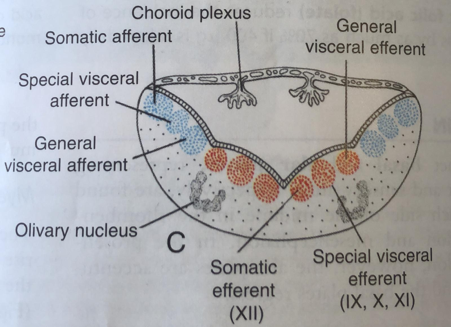 Choroid plexus
Somatic afferent
General
visceral efferent
Special visceral
afferent
General
visceral afferent
Olivary nucleus
C
Somatic
efferent
(XII)
Special visceral
efferent
(IX, X, XI)